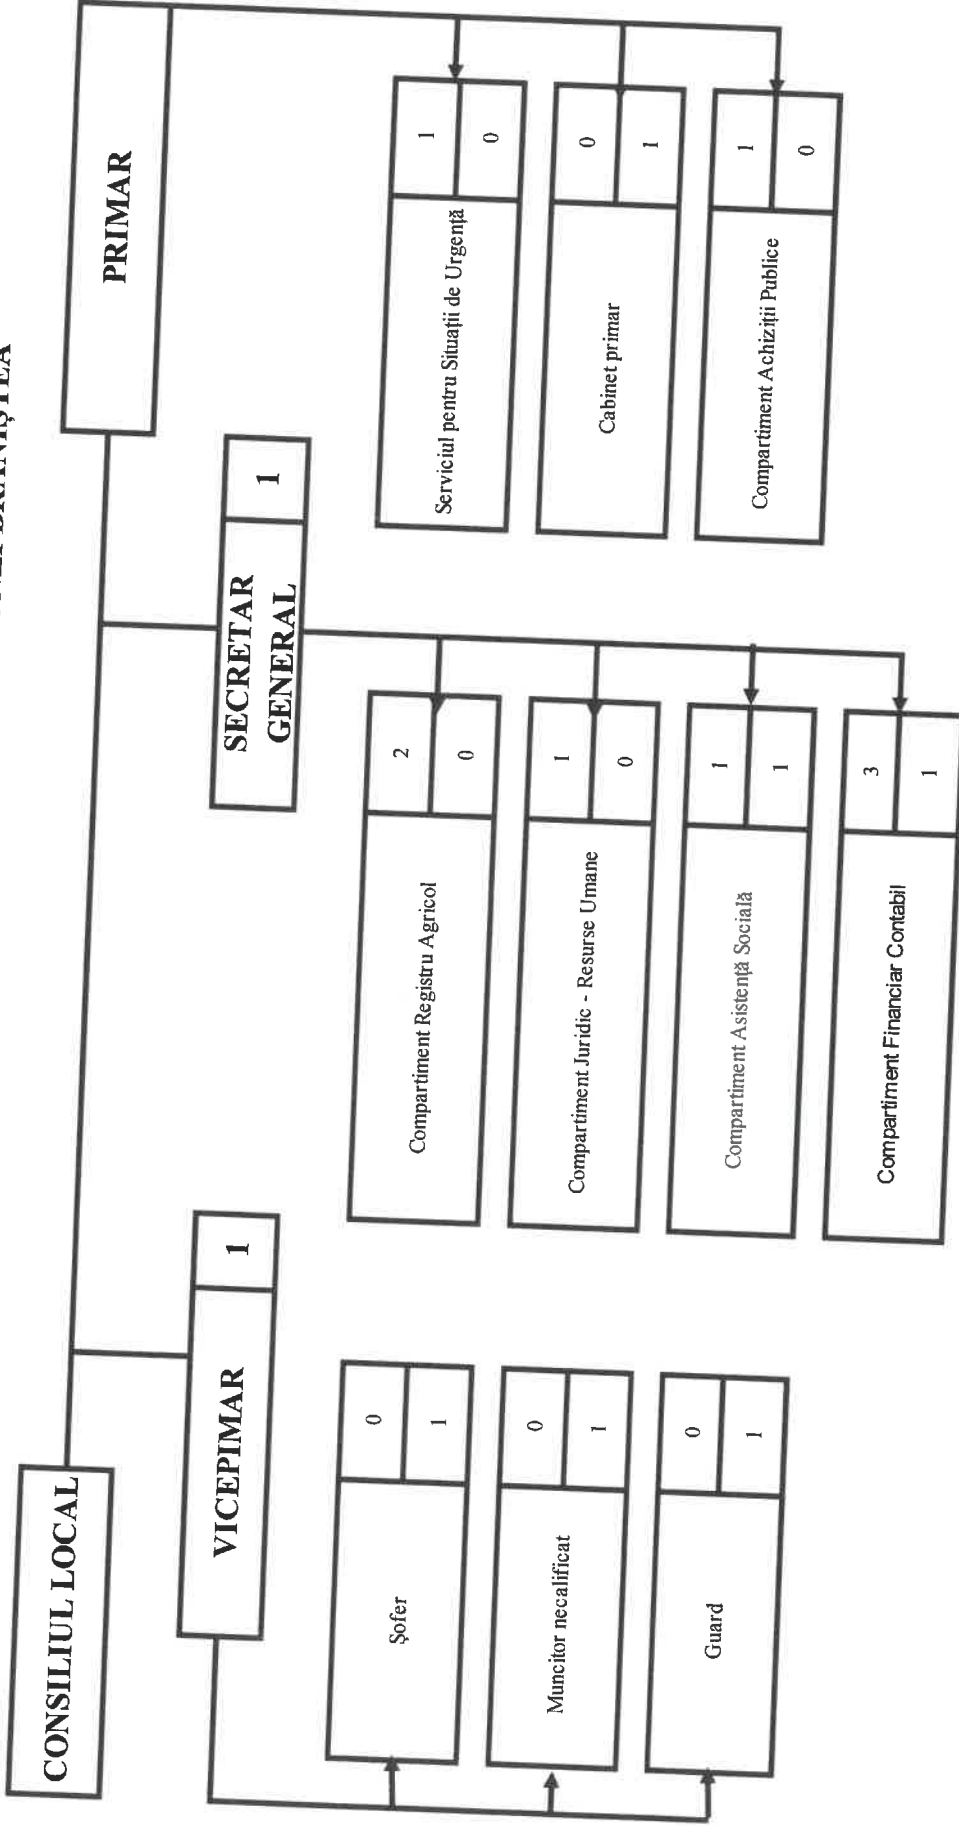 BRANIȘTEA
CONSILIUL LOCAL
PRIMAR
VICEPIMAR
1
SECRETAR
GENERAL
1
Șofer
0
1
Muncitor necalificat
0
1
Guard
0
1
Compartiment Registru Agricol
2
0
Compartiment Juridic - Resurse Umane
1
0
Compartiment Asistență Socială
1
1
Compartiment Financiar Contabil
3
1
Serviciul pentru Situații de Urgență
1
0
Cabinet primar
0
1
Compartiment Achiziții Publice
1
0